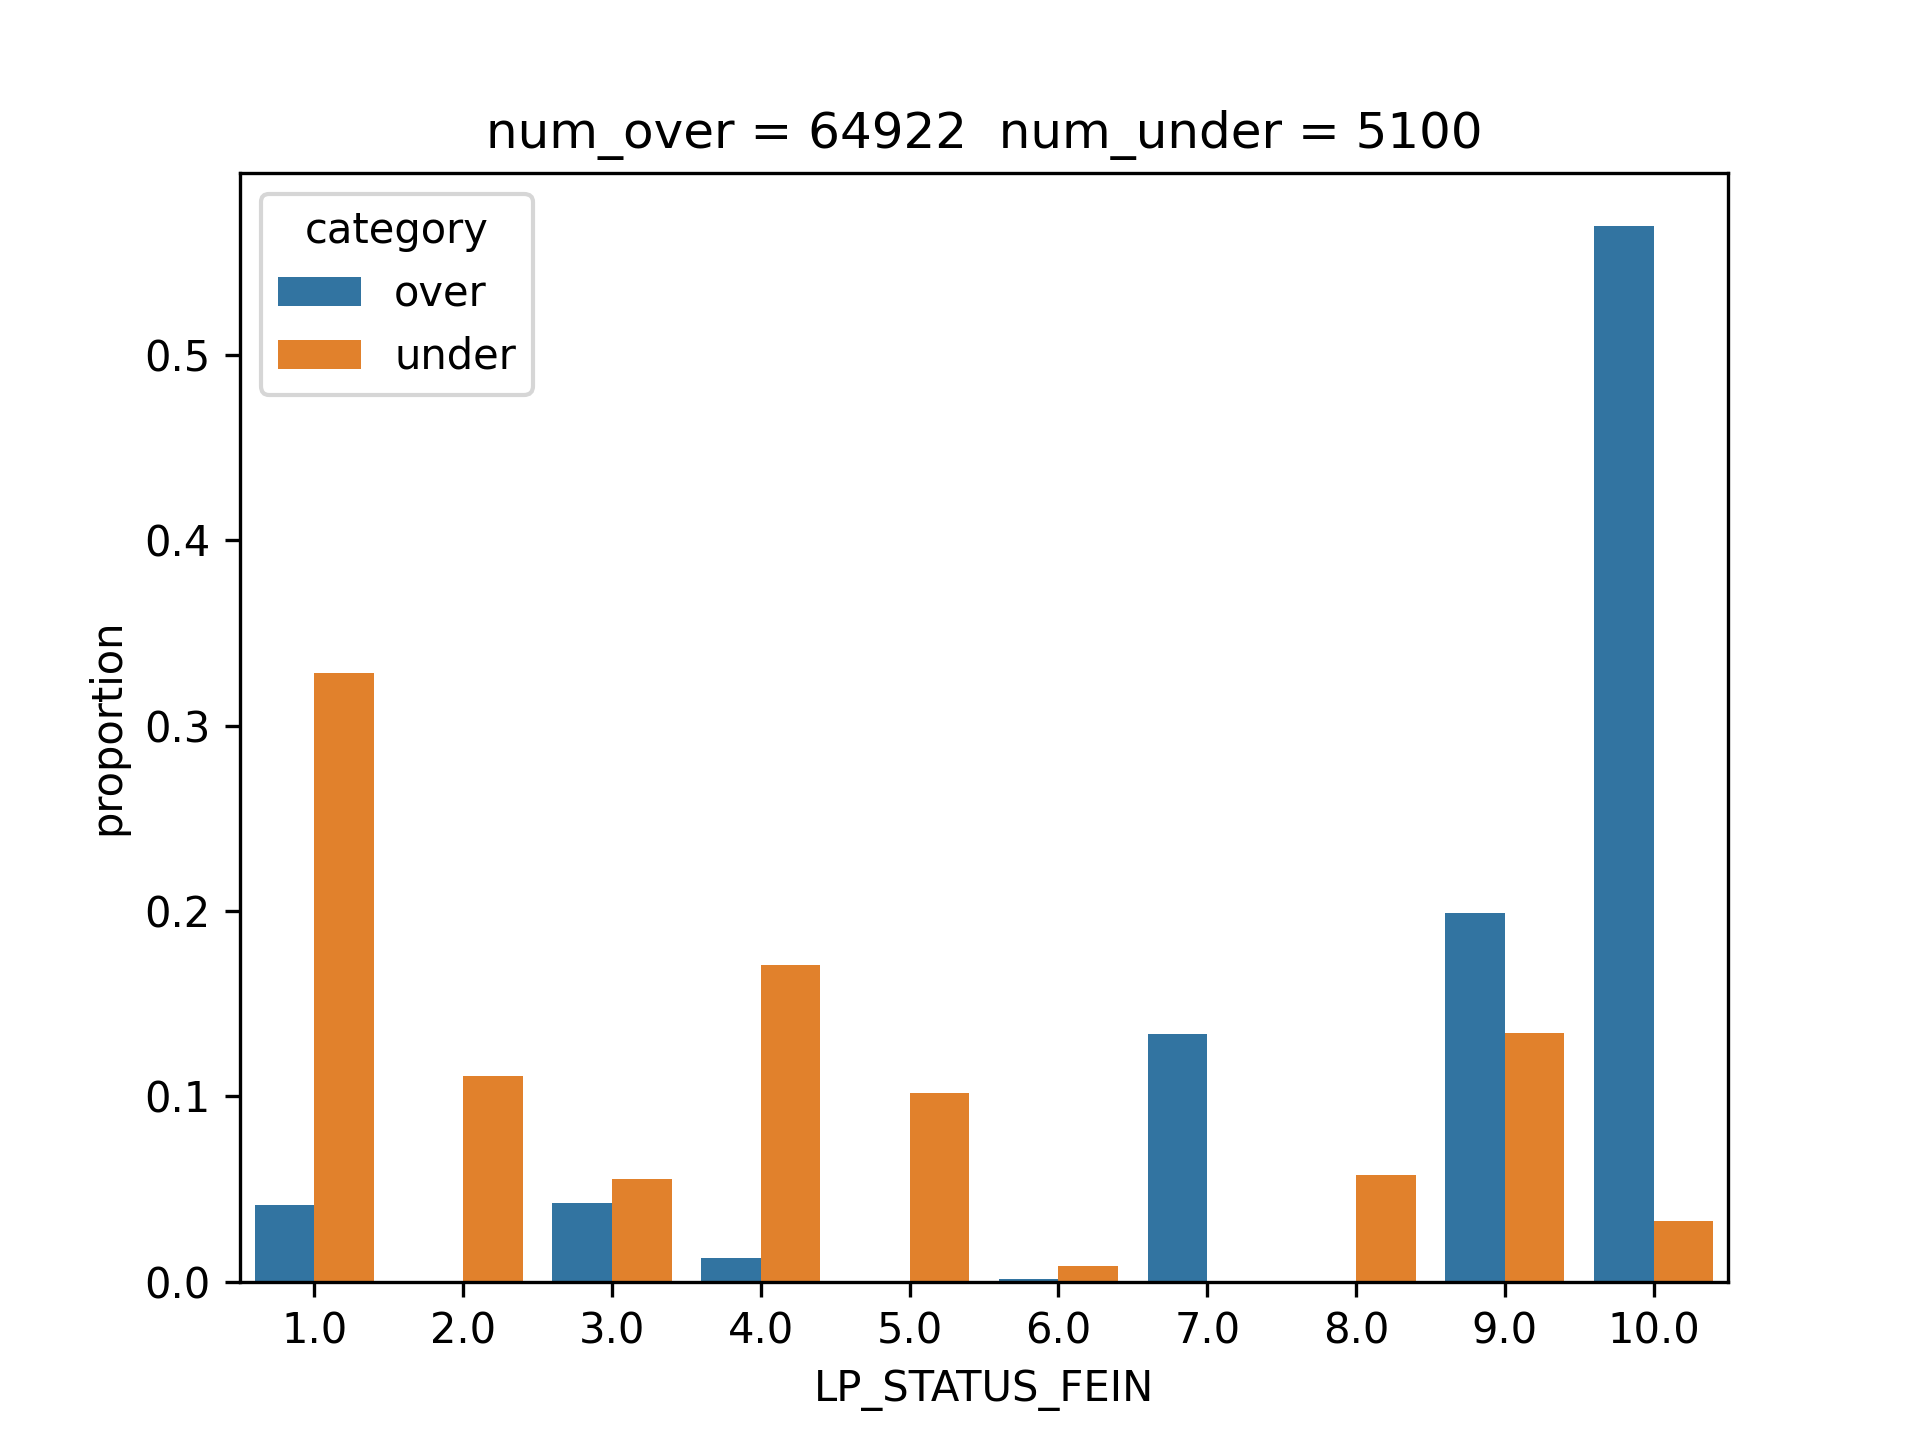 num_over = 64922  num_under = 5100
category
over
under
0.5
0.4
0.3
0.2
0.1
0.0
proportion
1.0 2.0 3.0 4.0 5.0 6.0 7.0 8.0 9.0 10.0
LP_STATUS_FEIN